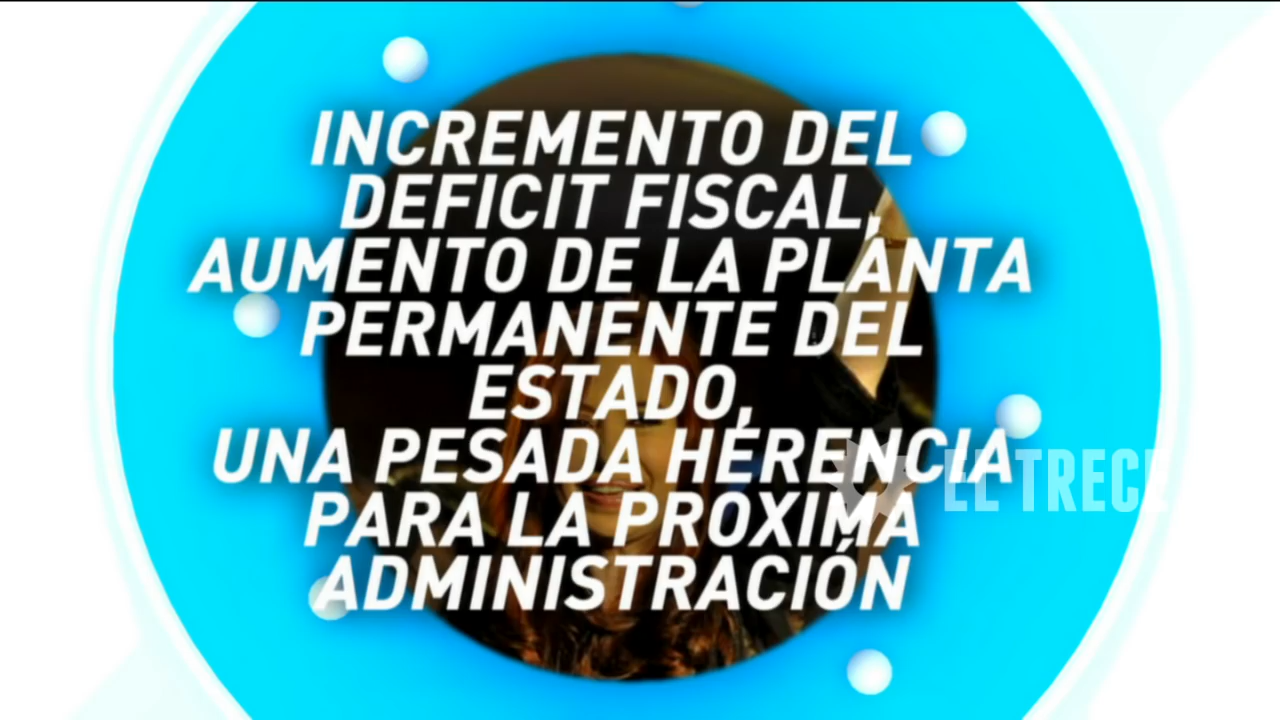 INCREMENTO DEL
DEFICIT FISCAL,
AUMENTO DE LA PLANTA
PERMANENTE DEL
ESTADO,
UNA PESADA HERENCIA
PARA LA PROXIMA
ADMINISTRACIÓN
EL TRECE